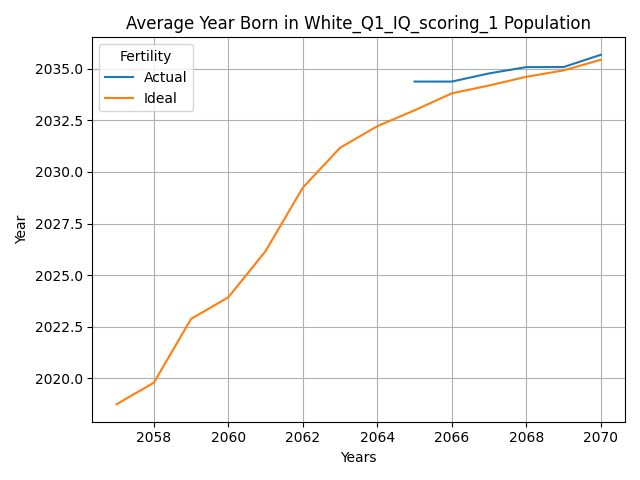 Average Year Born in White_Q1_IQ_scoring_1 Population
Fertility
Actual
Ideal
2035.0
2032.5
2030.0
2027.5
2025.0
2022.5
2020.0
Year
2058 2060 2062 2064 2066 2068 2070
Years